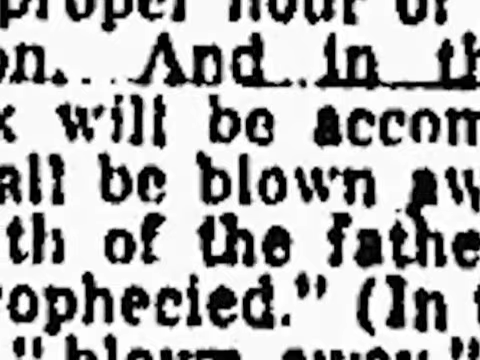 proper hour of
on. And in th
k will be accom
all be blown aw
th of the fathe
rophecied." (In t
" blown away "